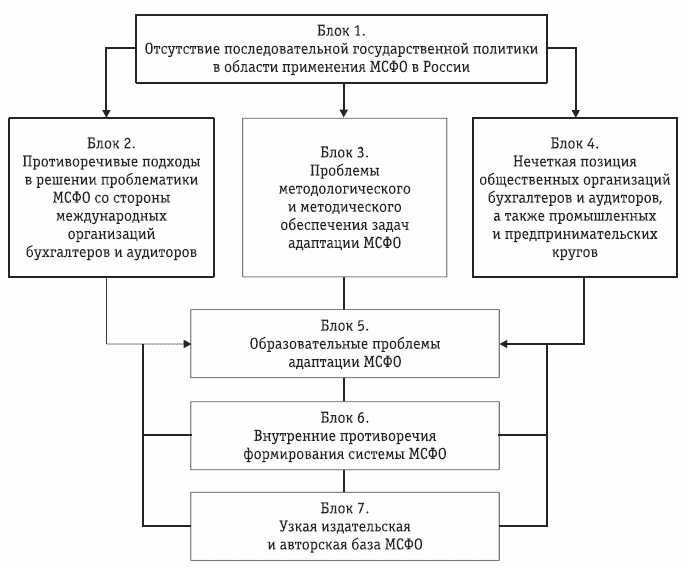 Блок 1.
Отсутствие последовательной государственной политики
в области применения МСФО в России
Блок 2.
Противоречивые подходы
в решении проблематики
МСФО со стороны
международных
организаций
бухгалтеров и аудиторов
Блок 3.
Проблемы
методологического
и методического
обеспечения задач
адаптации МСФО
Блок 4.
Нечеткая позиция
общественных организаций
бухгалтеров и аудиторов,
а также промышленных
и предпринимательских
кругов
Блок 5.
Образовательные проблемы
адаптации МСФО
Блок 6.
Внутренние противоречия
формирования системы МСФО
Блок 7.
Узкая издательская
и авторская база МСФО